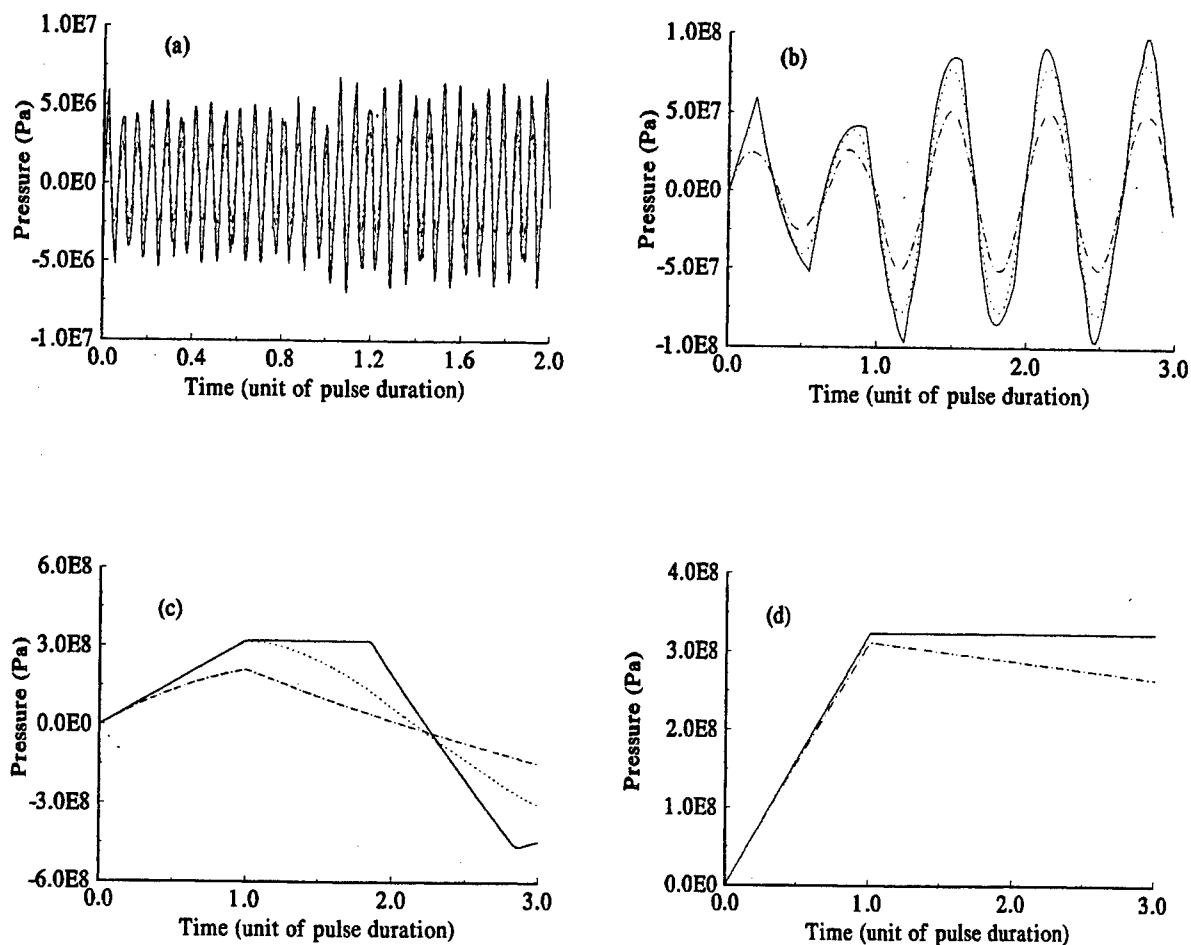 (a)
Pressure (Pa)
1.0E7
5.0E6
0.0E0
-5.0E6
-1.0E7
0.0 0.4 0.8 1.2 1.6 2.0
Time (unit of pulse duration)
(b)
Pressure (Pa)
1.0E8
5.0E7
0.0E0
-5.0E7
-1.0E8
0.0 1.0 2.0 3.0
Time (unit of pulse duration)
(c)
Pressure (Pa)
6.0E8
3.0E8
0.0E0
-3.0E8
-6.0E8
0.0 1.0 2.0 3.0
Time (unit of pulse duration)
(d)
Pressure (Pa)
4.0E8
3.0E8
2.0E8
1.0E8
0.0E0
0.0 1.0 2.0 3.0
Time (unit of pulse duration)